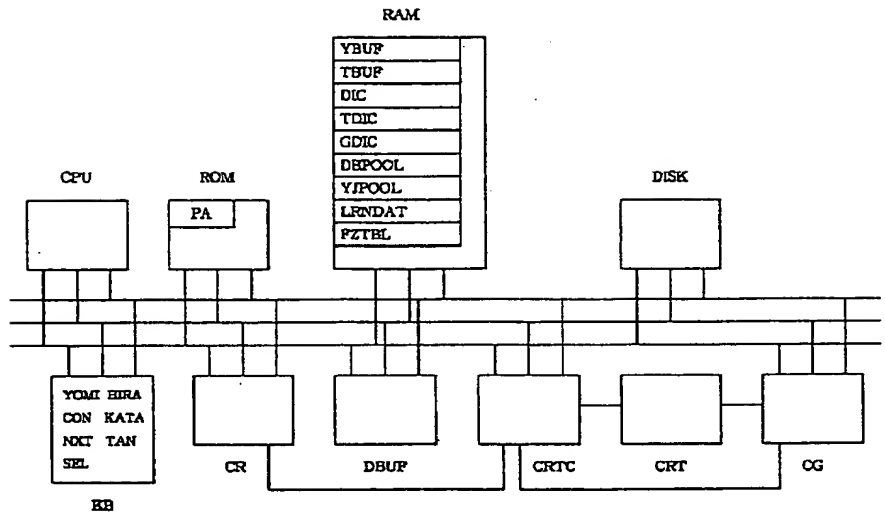 RAM
YBUF
TBUF
DIC
TDIC
GDIC
DBPOOL
YJPOOL
LRNDAT
FZTBL
CPU
ROM
DISK
PA
YOMI HIRA
CON KATA
NXT TAN
SEL
CR
DBUF
CRTC
CRT
CG
KB